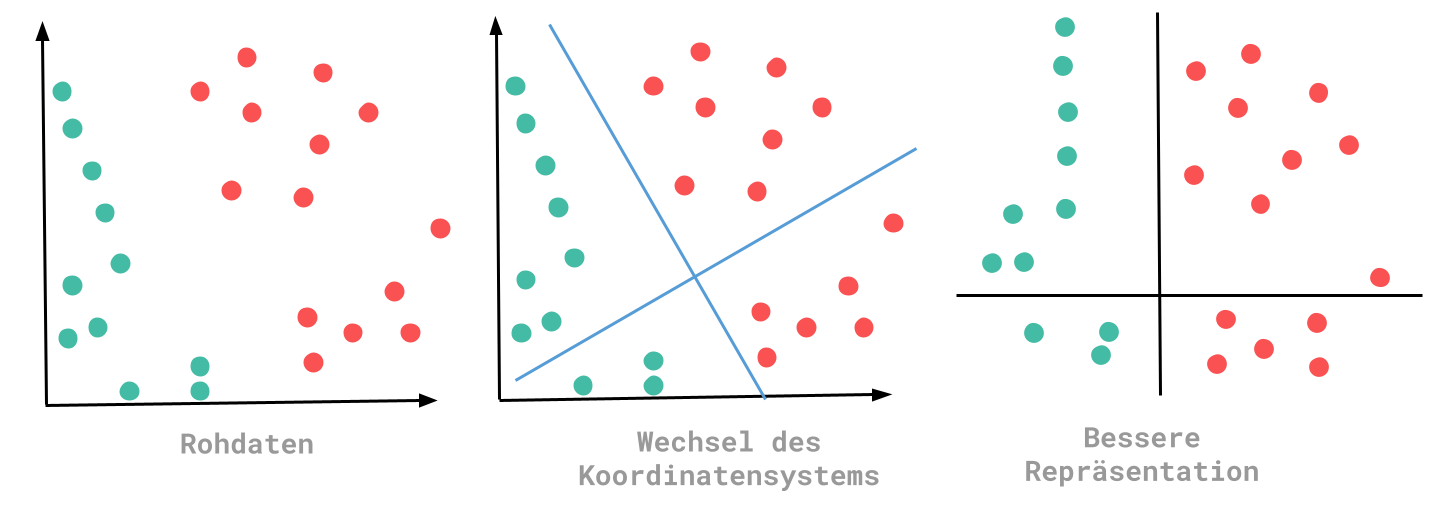 Rohdaten
Wechsel des
Koordinatensystems
Bessere
Repräsentation